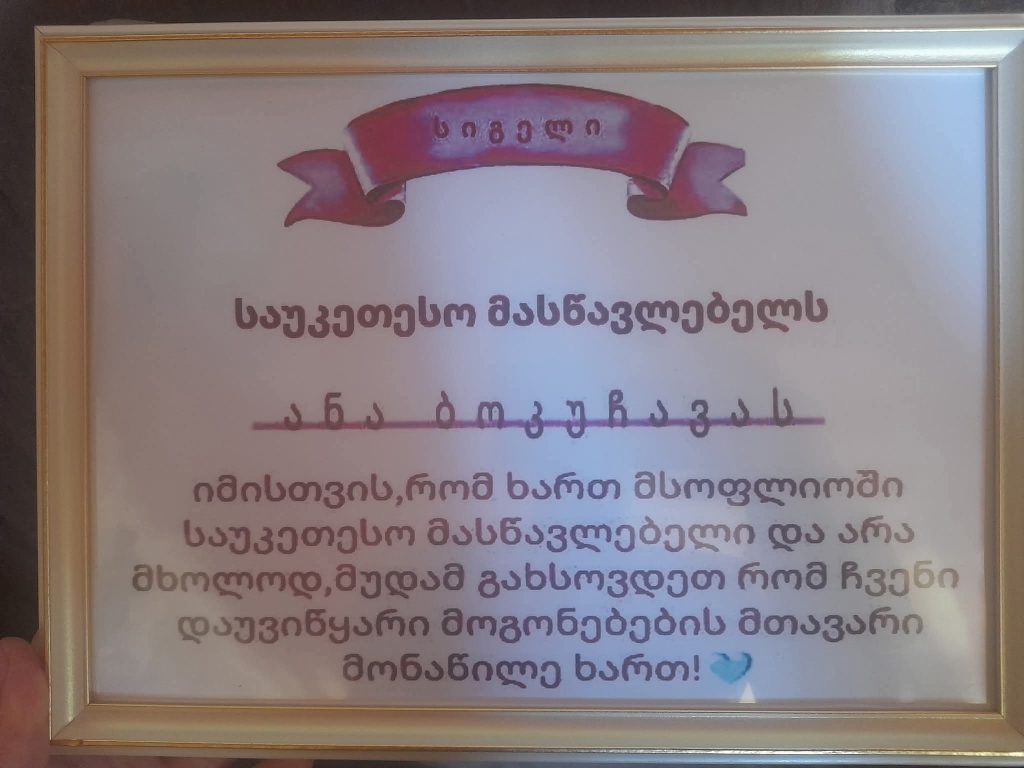 სიგელი
საუკეთესო მასწავლებელს
ანა ბოკუჩავას
იმისთვის,რომ ხართ მსოფლიოში
საუკეთესო მასწავლებელი და არა
მხოლოდ,მუდამ გახსოვდეთ რომ ჩვენი
დაუვიწყარი მოგონებების მთავარი
მონაწილე ხართ!